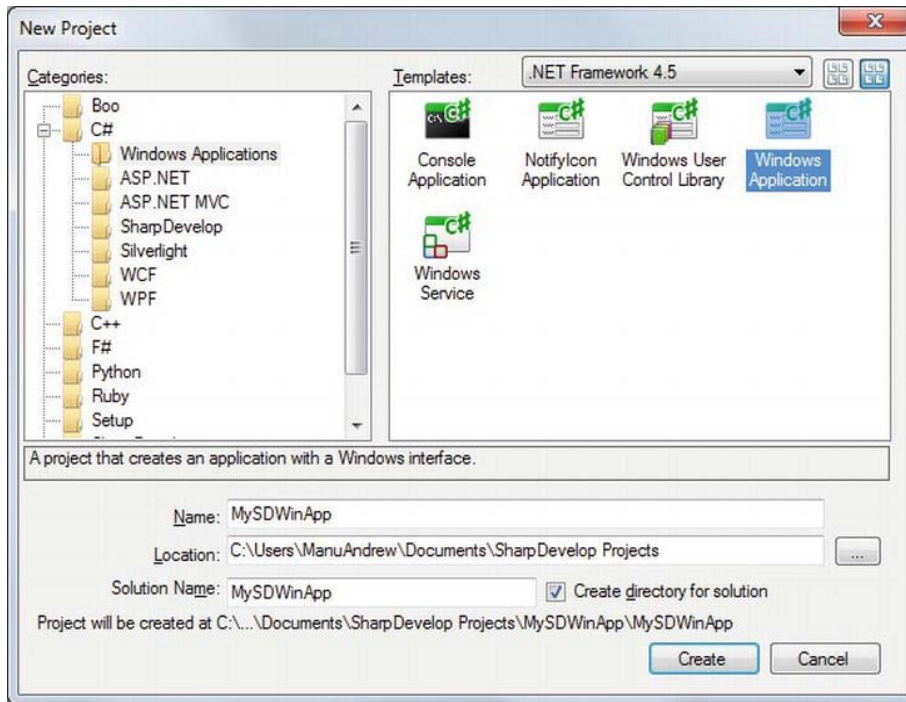 New Project
Categories:
Templates:
.NET Framework 4.5
Boo
C#
Windows Applications
ASP.NET
ASP.NET MVC
SharpDevelop
Silverlight
WCF
WPF
C++
F#
Python
Ruby
Setup
Console
Application
NotifyIcon
Application
Windows User
Control Library
Windows
Application
Windows
Service
A project that creates an application with a Windows interface.
Name: MySDWinApp
Location: C:\Users\ManuAndrew\Documents\SharpDevelop Projects
...
Solution Name: MySDWinApp
Create directory for solution
Project will be created at C:\...\Documents\SharpDevelop Projects\MySDWinApp\MySDWinApp
Create
Cancel